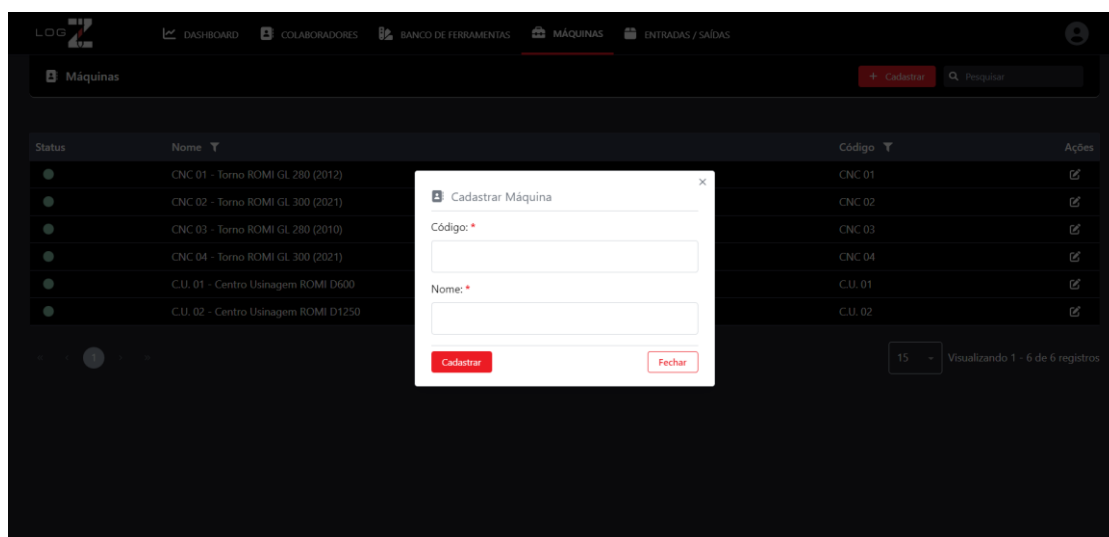 LOG Z DASHBOARD COLABORADORES BANCO DE FERRAMENTAS MÁQUINAS ENTRADAS / SAÍDAS
Máquinas + Cadastrar Pesquisar
Status Nome Código Ações
CNC 01 - Torno ROMI GL 280 (2012) CNC 01
CNC 02 - Torno ROMI GL 300 (2021) CNC 02
CNC 03 - Torno ROMI GL 280 (2010) CNC 03
CNC 04 - Torno ROMI GL 300 (2021) CNC 04
C.U. 01 - Centro Usinagem ROMI D600 C.U. 01
C.U. 02 - Centro Usinagem ROMI D1250 C.U. 02
« ‹ 1 › » 15 Visualizando 1 - 6 de 6 registros
×
Cadastrar Máquina
Código: *
Nome: *
Cadastrar Fechar